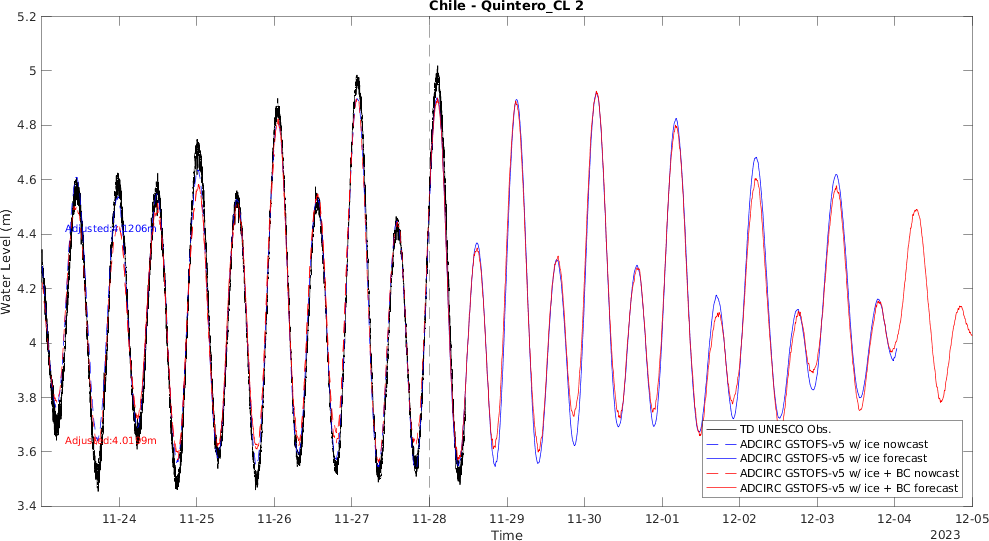 Chile - Quintero_CL 2
5.2
5
4.8
4.6
4.4
4.2
4
3.8
3.6
3.4
Water Level (m)
Adjusted:4.1206m
Adjusted:4.0199m
TD UNESCO Obs.
ADCIRC GSTOFS-v5 w/ ice nowcast
ADCIRC GSTOFS-v5 w/ ice forecast
ADCIRC GSTOFS-v5 w/ ice + BC nowcast
ADCIRC GSTOFS-v5 w/ ice + BC forecast
11-24 11-25 11-26 11-27 11-28 11-29 11-30 12-01 12-02 12-03 12-04 12-05
Time
2023